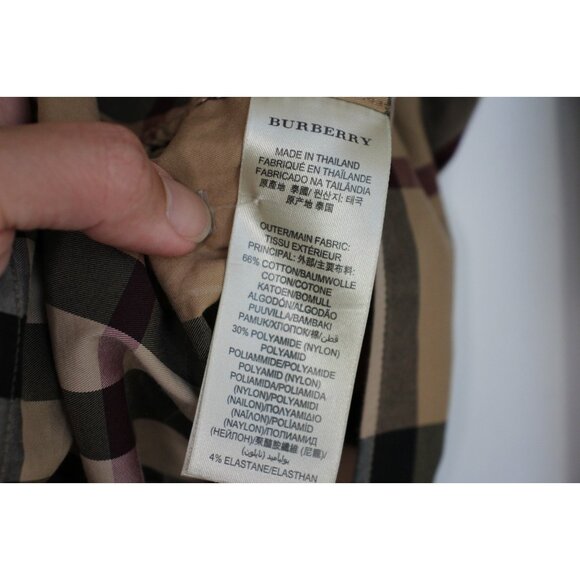 BURBERRY
MADE IN THAILAND
FABRIQUÉ EN THAÏLANDE
FABRICADO NA TAILÂNDIA
原產地 泰國/ 원산지: 태국
原产地 泰国
OUTER/MAIN FABRIC:
TISSU EXTÉRIEUR
PRINCIPAL: 外部/主要布料:
66% COTTON/BAUMWOLLE
COTON/COTONE
KATOEN/BOMULL
ALGODÓN/ALGODÃO
PUUVILLA/BAMBAKI
PAMUK/ХЛОПОК/棉/قطن
30% POLYAMIDE (NYLON)
POLYAMID
POLIAMMIDE/POLYAMIDE
POLYAMID (NYLON)
POLIAMIDA/POLIAMIDA
(NYLON)/POLYAMIDI
(NAILON)/ΠΟΛΥΑΜΙΔΙΟ
(ΝΑΪΛΟΝ)/POLÍAMÍD
(NAYLON)/ПОЛИАМИД
(НЕЙЛОН)/聚醯胺纖維 (尼龍)/
بولياميد (نايلون)
4% ELASTANE/ELASTHAN